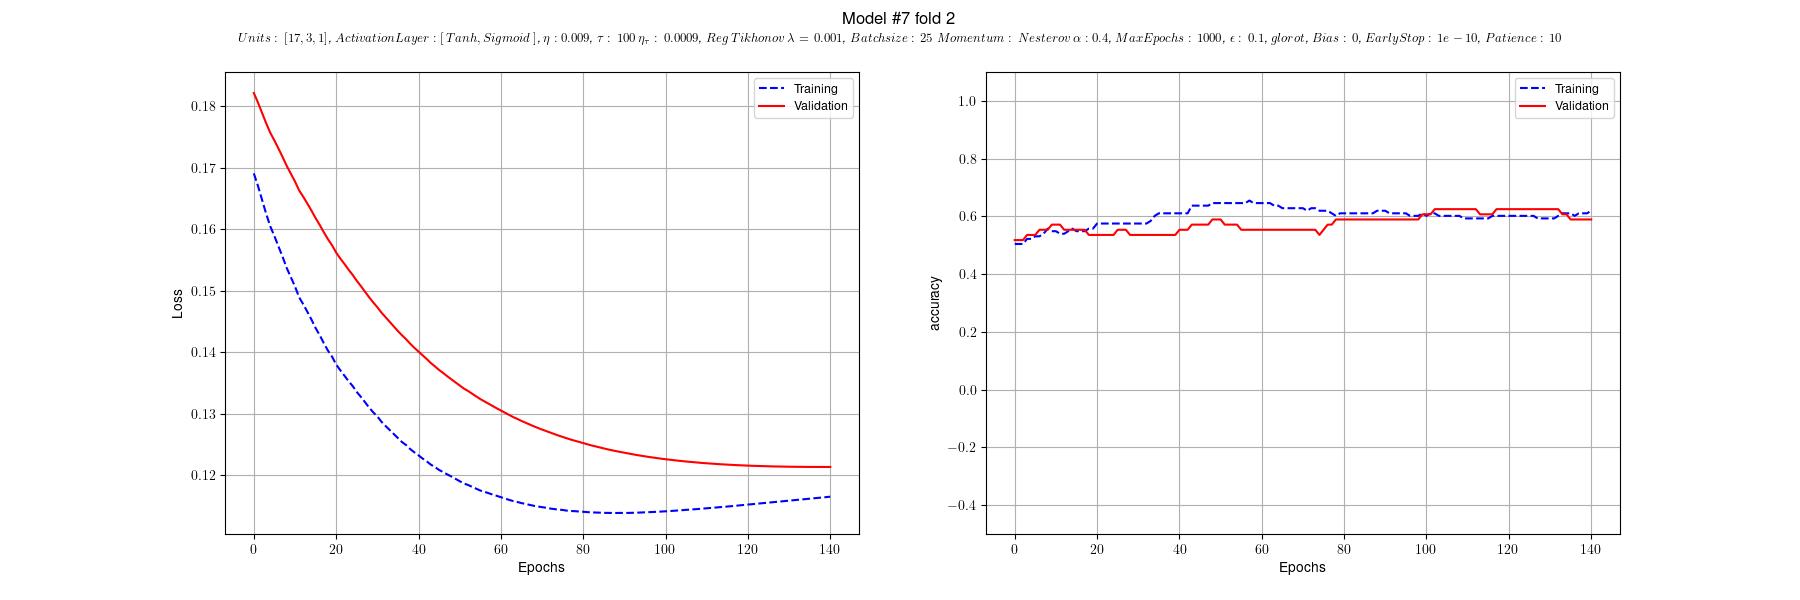 Model #7 fold 2
Units : [17, 3, 1], ActivationLayer : [ Tanh, Sigmoid ], η : 0.009, τ : 100 ητ : 0.0009, Reg Tikhonov λ = 0.001, Batchsize : 25 Momentum : Nesterov α : 0.4, MaxEpochs : 1000, ϵ : 0.1, glorot, Bias : 0, EarlyStop : 1e − 10, Patience : 10
Training
Validation
0.18
0.17
0.16
0.15
0.14
0.13
0.12
Loss
0 20 40 60 80 100 120 140
Epochs
Training
Validation
1.0
0.8
0.6
0.4
0.2
0.0
−0.2
−0.4
accuracy
0 20 40 60 80 100 120 140
Epochs